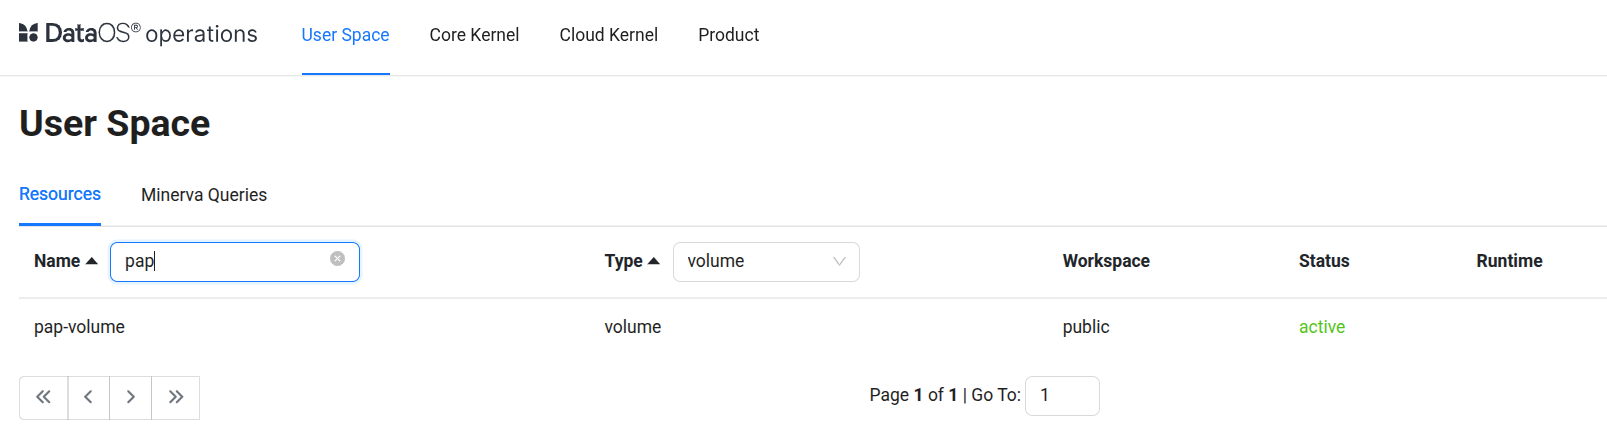 DataOS® operations User Space Core Kernel Cloud Kernel Product
User Space
Resources Minerva Queries
Name pap Type volume Workspace Status Runtime
pap-volume volume public active
Page 1 of 1 | Go To: 1